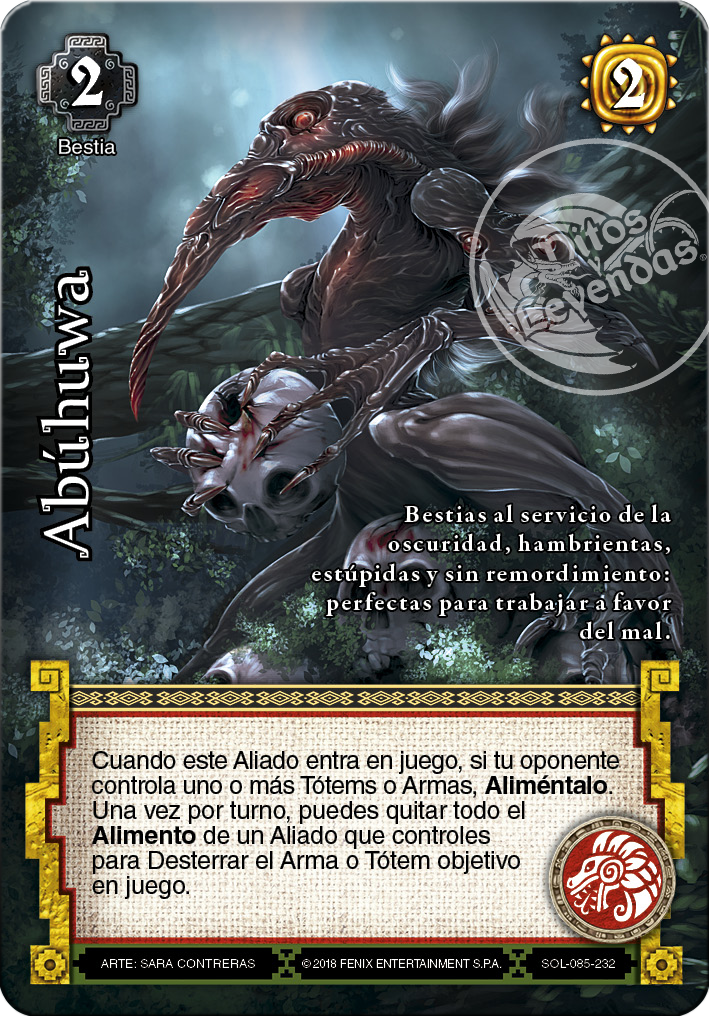 2
Bestia
2
Mitos
y
Leyendas
Abúhuwa
Bestias al servicio de la
oscuridad, hambrientas,
estúpidas y sin remordimiento:
perfectas para trabajar a favor
del mal.
Cuando este Aliado entra en juego, si tu oponente
controla uno o más Tótems o Armas, Aliméntalo.
Una vez por turno, puedes quitar todo el
Alimento de un Aliado que controles
para Desterrar el Arma o Tótem objetivo
en juego.
ARTE: SARA CONTRERAS
©2018 FENIX ENTERTAINMENT S.P.A.
SOL-085-232